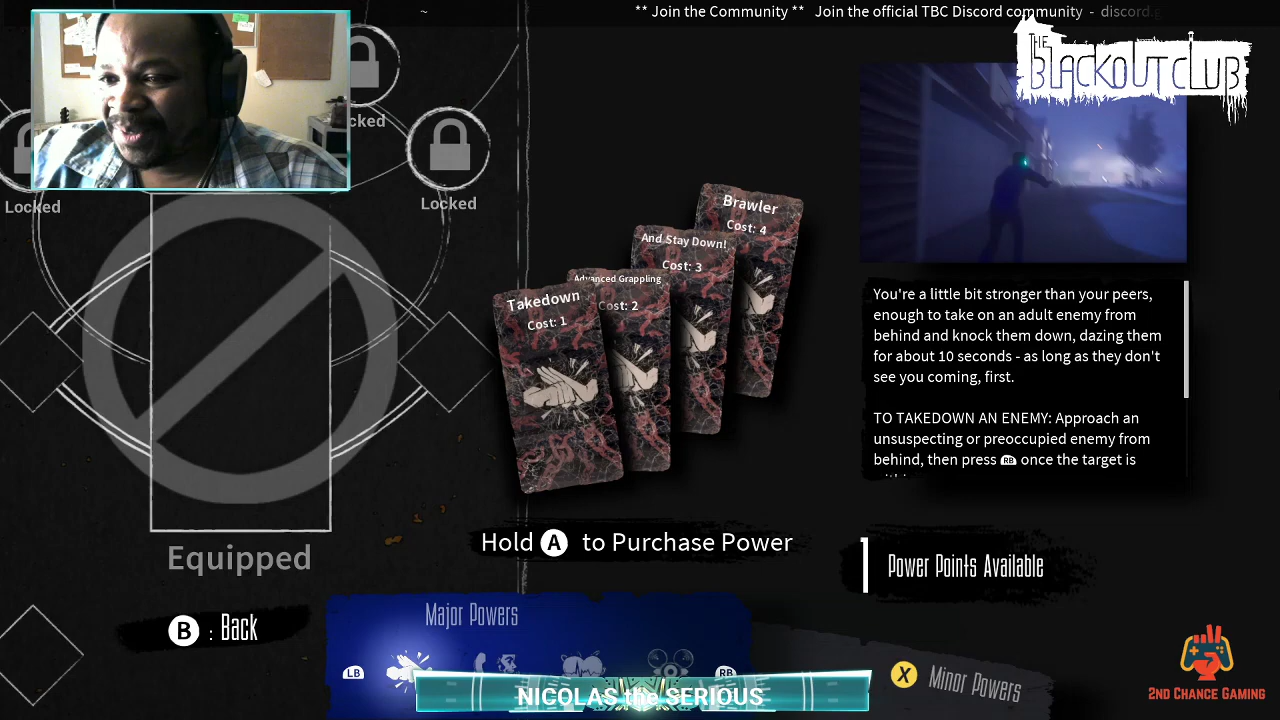 ** Join the Community ** Join the official TBC Discord community - discord.g
THE
BLACKOUT CLUB
Locked
Locked
Brawler
Cost: 4
And Stay Down!
Cost: 3
Advanced Grappling
Cost: 2
Takedown
Cost: 1
You're a little bit stronger than your peers,
enough to take on an adult enemy from
behind and knock them down, dazing them
for about 10 seconds - as long as they don't
see you coming, first.
TO TAKEDOWN AN ENEMY: Approach an
unsuspecting or preoccupied enemy from
behind, then press RB once the target is
Equipped
Hold A to Purchase Power
1 Power Points Available
B : Back
Major Powers
LB
RB
X Minor Powers
NICOLAS the SERIOUS
2ND CHANCE GAMING